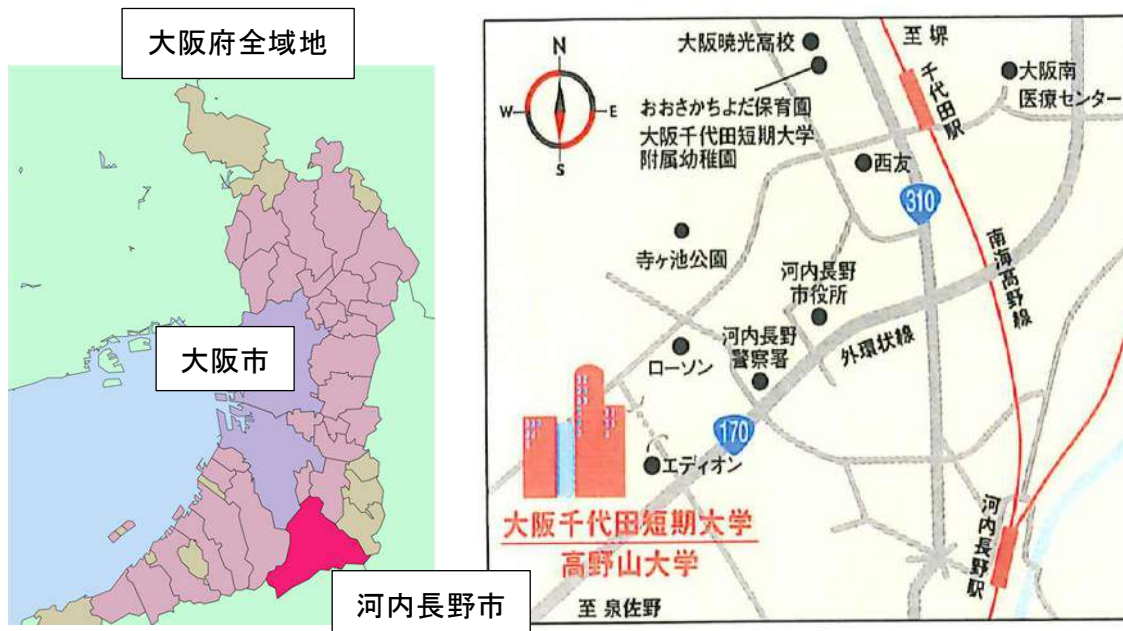 大阪府全域地
大阪市
河内長野市
N
W
E
S
大阪暁光高校
おおさかちよだ保育園
大阪千代田短期大学
附属幼稚園
至 堺
千代田駅
大阪南
医療センター
西友
310
寺ヶ池公園
河内長野
市役所
南海高野線
河内長野
警察署
外環状線
ローソン
170
エディオン
大阪千代田短期大学
高野山大学
河内長野駅
至 泉佐野